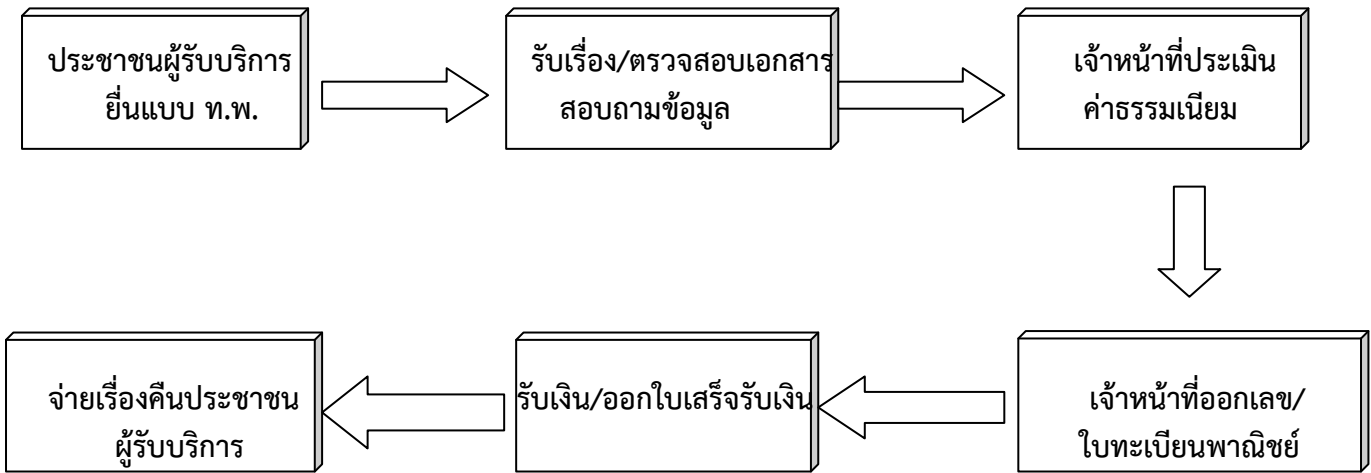 ประชาชนผู้รับบริการ
ยื่นแบบ ท.พ.
รับเรื่อง/ตรวจสอบเอกสาร
สอบถามข้อมูล
เจ้าหน้าที่ประเมิน
ค่าธรรมเนียม
เจ้าหน้าที่ออกเลข/
ใบทะเบียนพาณิชย์
รับเงิน/ออกใบเสร็จรับเงิน
จ่ายเรื่องคืนประชาชน
ผู้รับบริการ